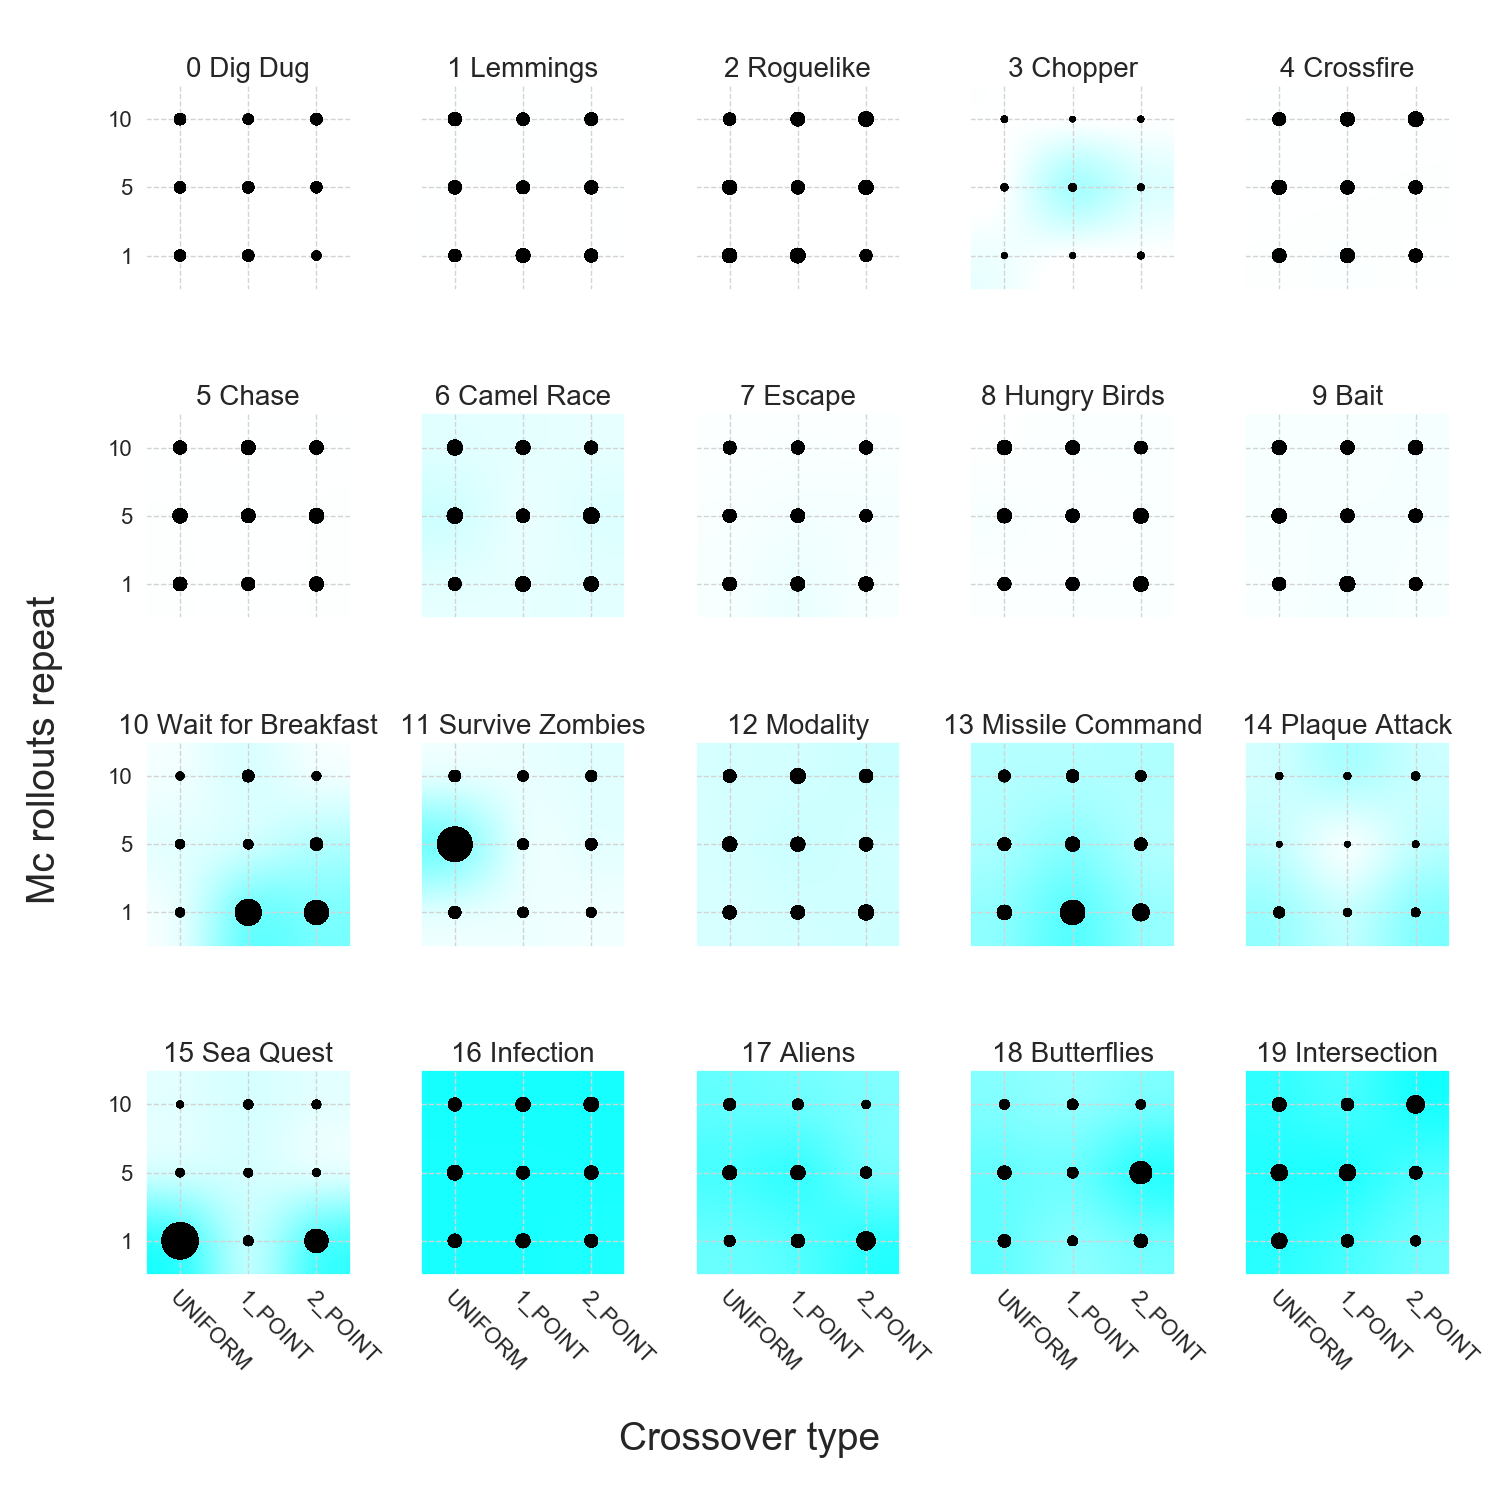 0 Dig Dug
1 Lemmings
2 Roguelike
3 Chopper
4 Crossfire
10
5
1
5 Chase
6 Camel Race
7 Escape
8 Hungry Birds
9 Bait
10
5
1
Mc rollouts repeat
10 Wait for Breakfast
11 Survive Zombies
12 Modality
13 Missile Command
14 Plaque Attack
10
5
1
15 Sea Quest
16 Infection
17 Aliens
18 Butterflies
19 Intersection
10
5
1
UNIFORM
1_POINT
2_POINT
UNIFORM
1_POINT
2_POINT
UNIFORM
1_POINT
2_POINT
UNIFORM
1_POINT
2_POINT
UNIFORM
1_POINT
2_POINT
Crossover type